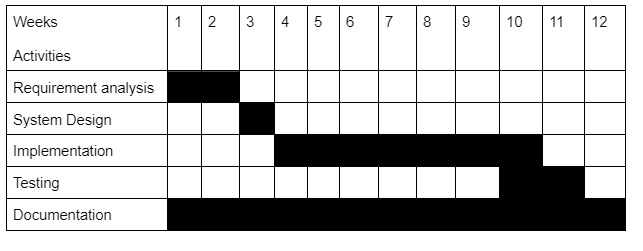 Weeks 1 2 3 4 5 6 7 8 9 10 11 12
Activities
Requirement analysis
System Design
Implementation
Testing
Documentation